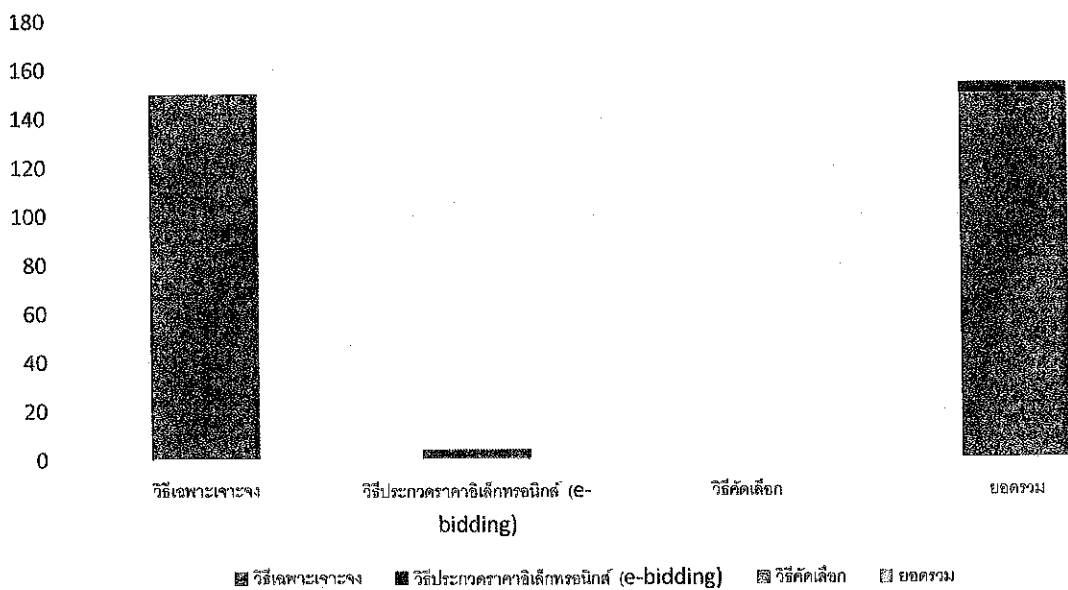 180
160
140
120
100
80
60
40
20
0
วิธีเฉพาะเจาะจง
วิธีประกวดราคาอิเล็กทรอนิกส์ (e-
bidding)
วิธีคัดเลือก
ยอดรวม
วิธีเฉพาะเจาะจง วิธีประกวดราคาอิเล็กทรอนิกส์ (e-bidding) วิธีคัดเลือก ยอดรวม